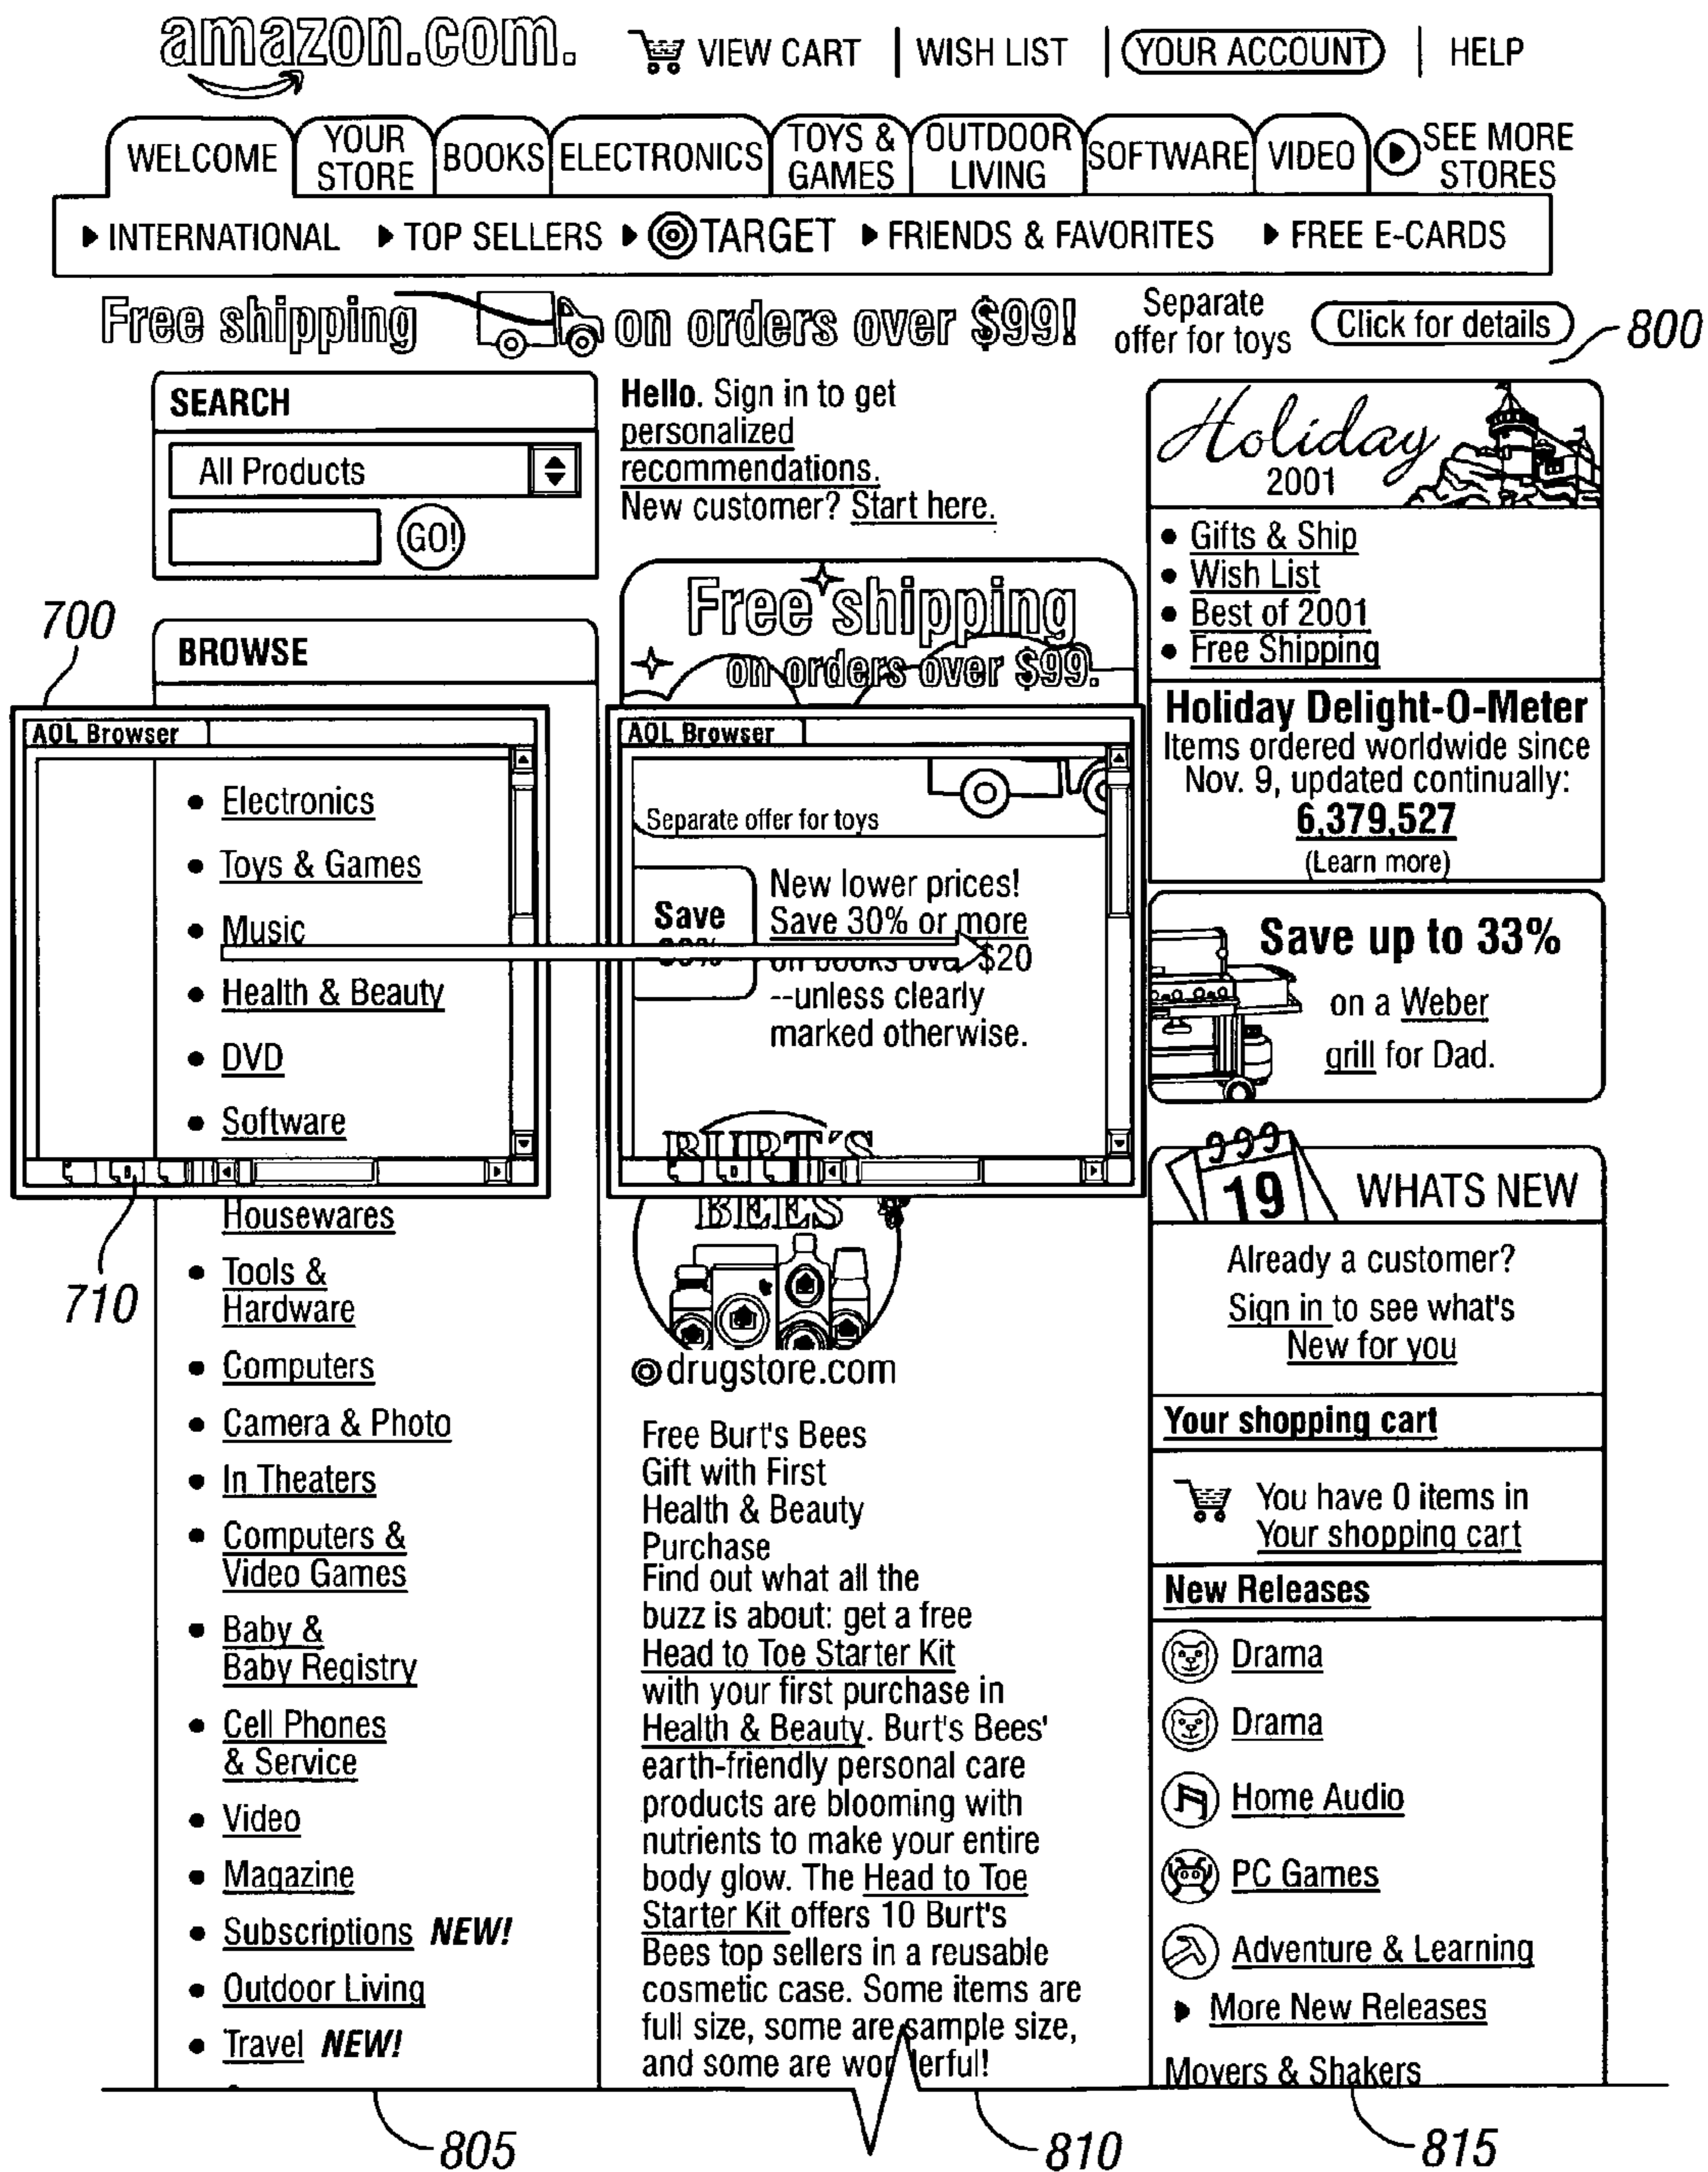 amazon.com.
VIEW CART | WISH LIST | YOUR ACCOUNT | HELP
WELCOME
YOUR
STORE
BOOKS
ELECTRONICS
TOYS &
GAMES
OUTDOOR
LIVING
SOFTWARE
VIDEO
SEE MORE
STORES
INTERNATIONAL
TOP SELLERS
TARGET
FRIENDS & FAVORITES
FREE E-CARDS
Free shipping on orders over $99!
Separate
offer for toys
Click for details
800
SEARCH
All Products
GO!
700
BROWSE
AOL Browser
• Electronics
• Toys & Games
• Music
• Health & Beauty
• DVD
• Software
710
Housewares
• Tools &
Hardware
• Computers
• Camera & Photo
• In Theaters
• Computers &
Video Games
• Baby &
Baby Registry
• Cell Phones
& Service
• Video
• Magazine
• Subscriptions NEW!
• Outdoor Living
• Travel NEW!
805
Hello. Sign in to get
personalized
recommendations.
New customer? Start here.
Free shipping
on orders over $99.
AOL Browser
Separate offer for toys
Save
New lower prices!
Save 30% or more
on books over $20
--unless clearly
marked otherwise.
BURT'S
BEES
drugstore.com
Free Burt's Bees
Gift with First
Health & Beauty
Purchase
Find out what all the
buzz is about: get a free
Head to Toe Starter Kit
with your first purchase in
Health & Beauty. Burt's Bees'
earth-friendly personal care
products are blooming with
nutrients to make your entire
body glow. The Head to Toe
Starter Kit offers 10 Burt's
Bees top sellers in a reusable
cosmetic case. Some items are
full size, some are sample size,
and some are wonderful!
810
Holiday
2001
• Gifts & Ship
• Wish List
• Best of 2001
• Free Shipping
Holiday Delight-O-Meter
Items ordered worldwide since
Nov. 9, updated continually:
6,379,527
(Learn more)
Save up to 33%
on a Weber
grill for Dad.
19
WHATS NEW
Already a customer?
Sign in to see what's
New for you
Your shopping cart
You have 0 items in
Your shopping cart
New Releases
Drama
Drama
Home Audio
PC Games
Adventure & Learning
More New Releases
Movers & Shakers
815